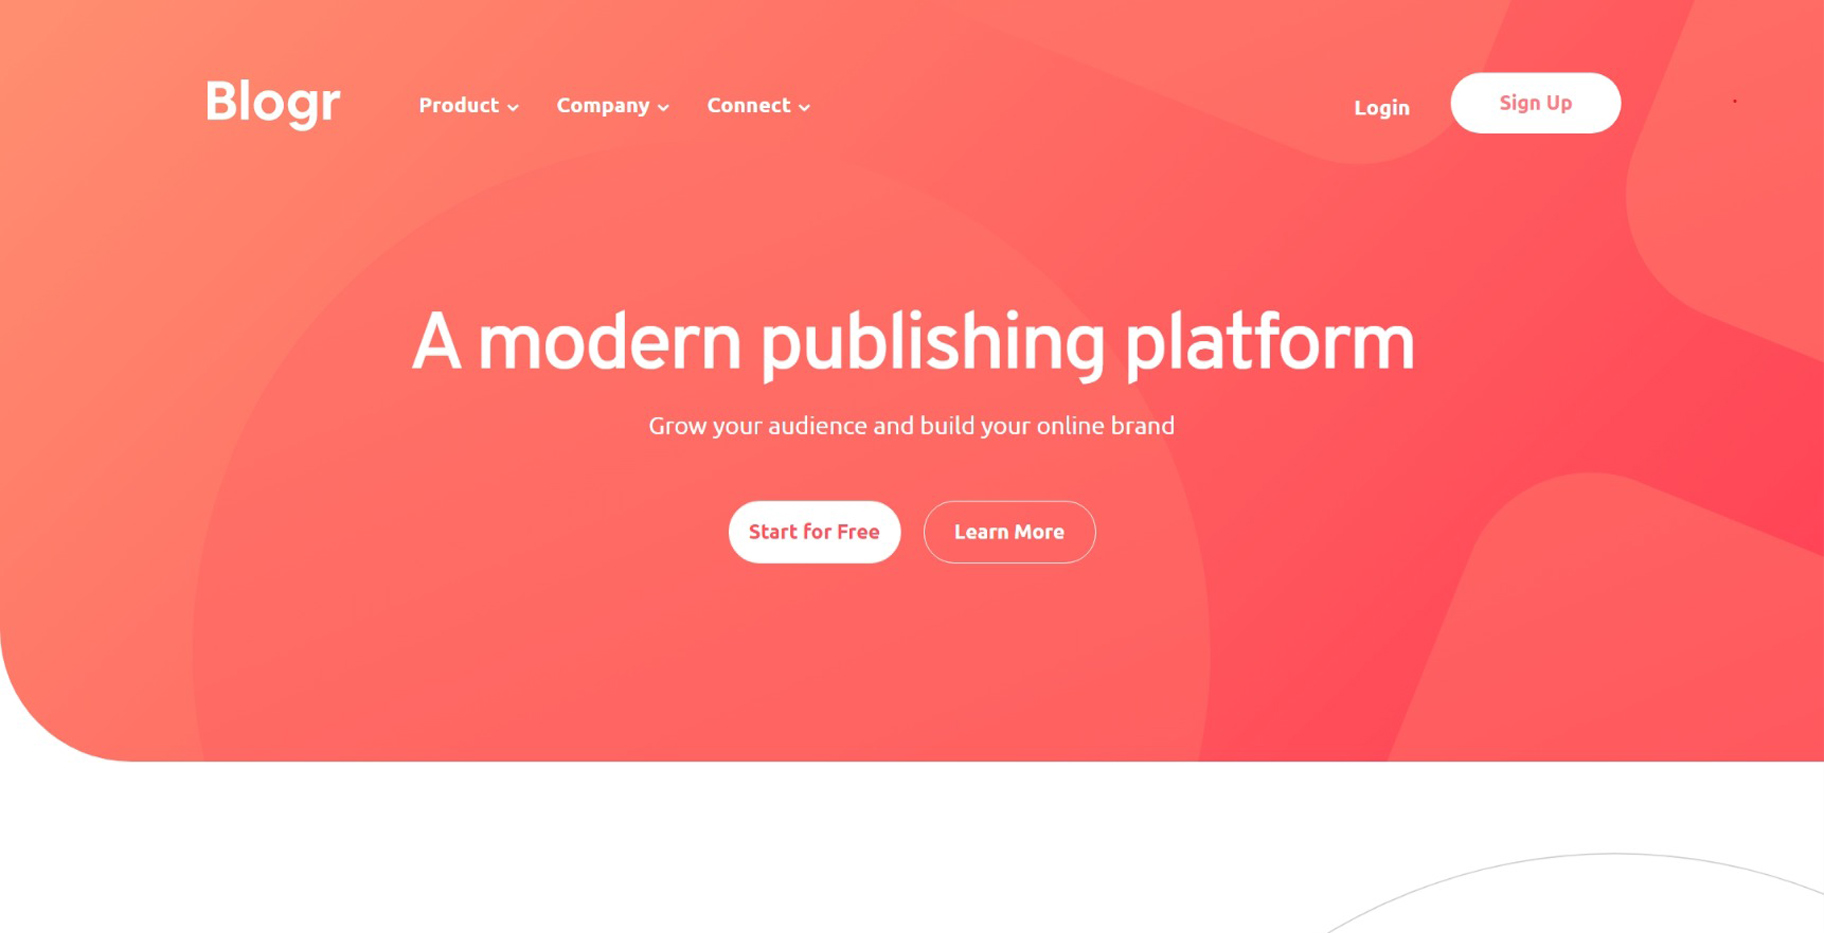 Blogr
Product
Company
Connect
Login
Sign Up
A modern publishing platform
Grow your audience and build your online brand
Start for Free
Learn More